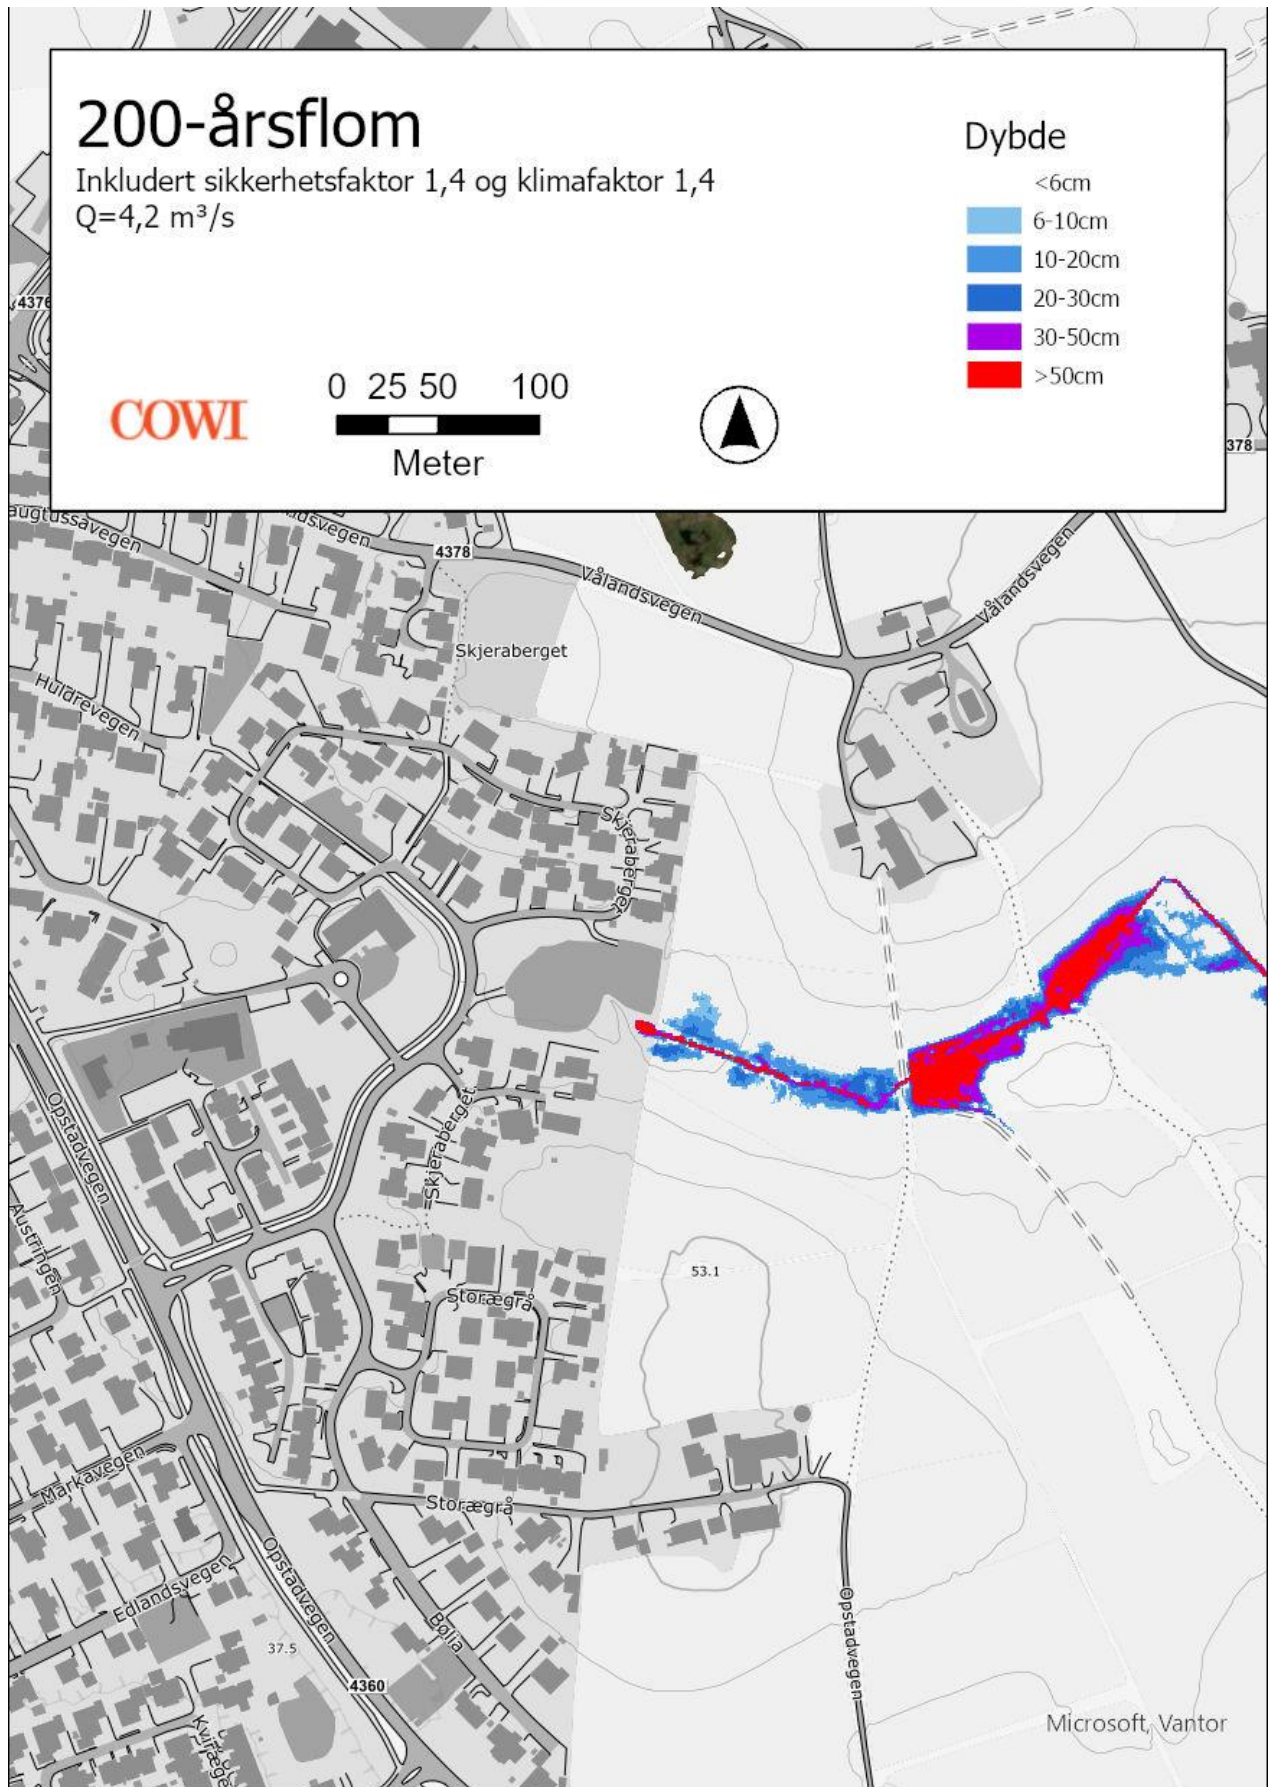 200-årsflom
Inkludert sikkerhetsfaktor 1,4 og klimafaktor 1,4
Q=4,2 m³/s
Dybde
<6cm
6-10cm
10-20cm
20-30cm
30-50cm
>50cm
COWI
0 25 50 100
Meter
4376
378
augtussavegen
ndsvegen
4378
Vålandsvegen
Vålandsvegen
Skjeraberget
Huldrevegen
Skjeraberget
Opstadvegen
Skjeraberget
Austringen
53.1
Storægrå
Markavegen
Storægrå
Edlandsvegen
Opstadvegen
Bølia
37.5
Opstadvegen
4360
Microsoft, Vantor